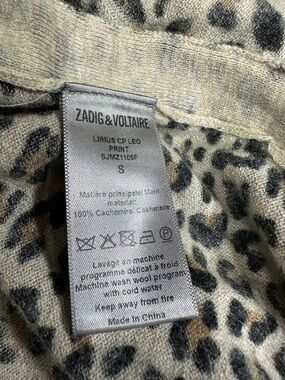 ZADIG & VOLTAIRE
LIRIUS CP LEO
PRINT
SJMZ1105F
S
Matière principale/ Main
material:
100% Cachemire, Cashmere
Lavage en machine
programme délicat à froid
Machine wash wool program
with cold water
Keep away from fire
Made in China